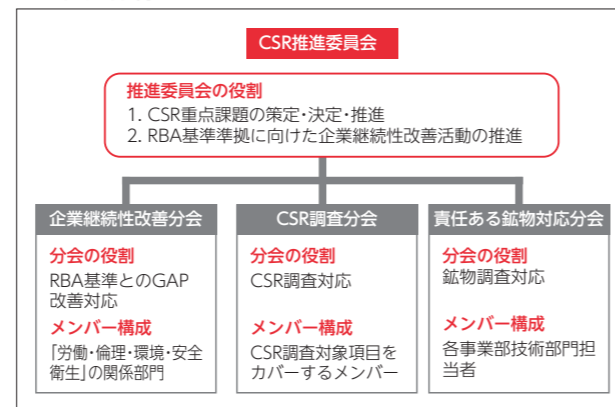 CSR推進委員会
推進委員会の役割
1. CSR重点課題の策定・決定・推進
2. RBA基準準拠に向けた企業継続性改善活動の推進
企業継続性改善分会
分会の役割
RBA基準とのGAP
改善対応
メンバー構成
「労働・倫理・環境・安全
衛生」の関係部門
CSR調査分会
分会の役割
CSR調査対応
メンバー構成
CSR調査対象項目を
カバーするメンバー
責任ある鉱物対応分会
分会の役割
鉱物調査対応
メンバー構成
各事業部技術部門担
当者